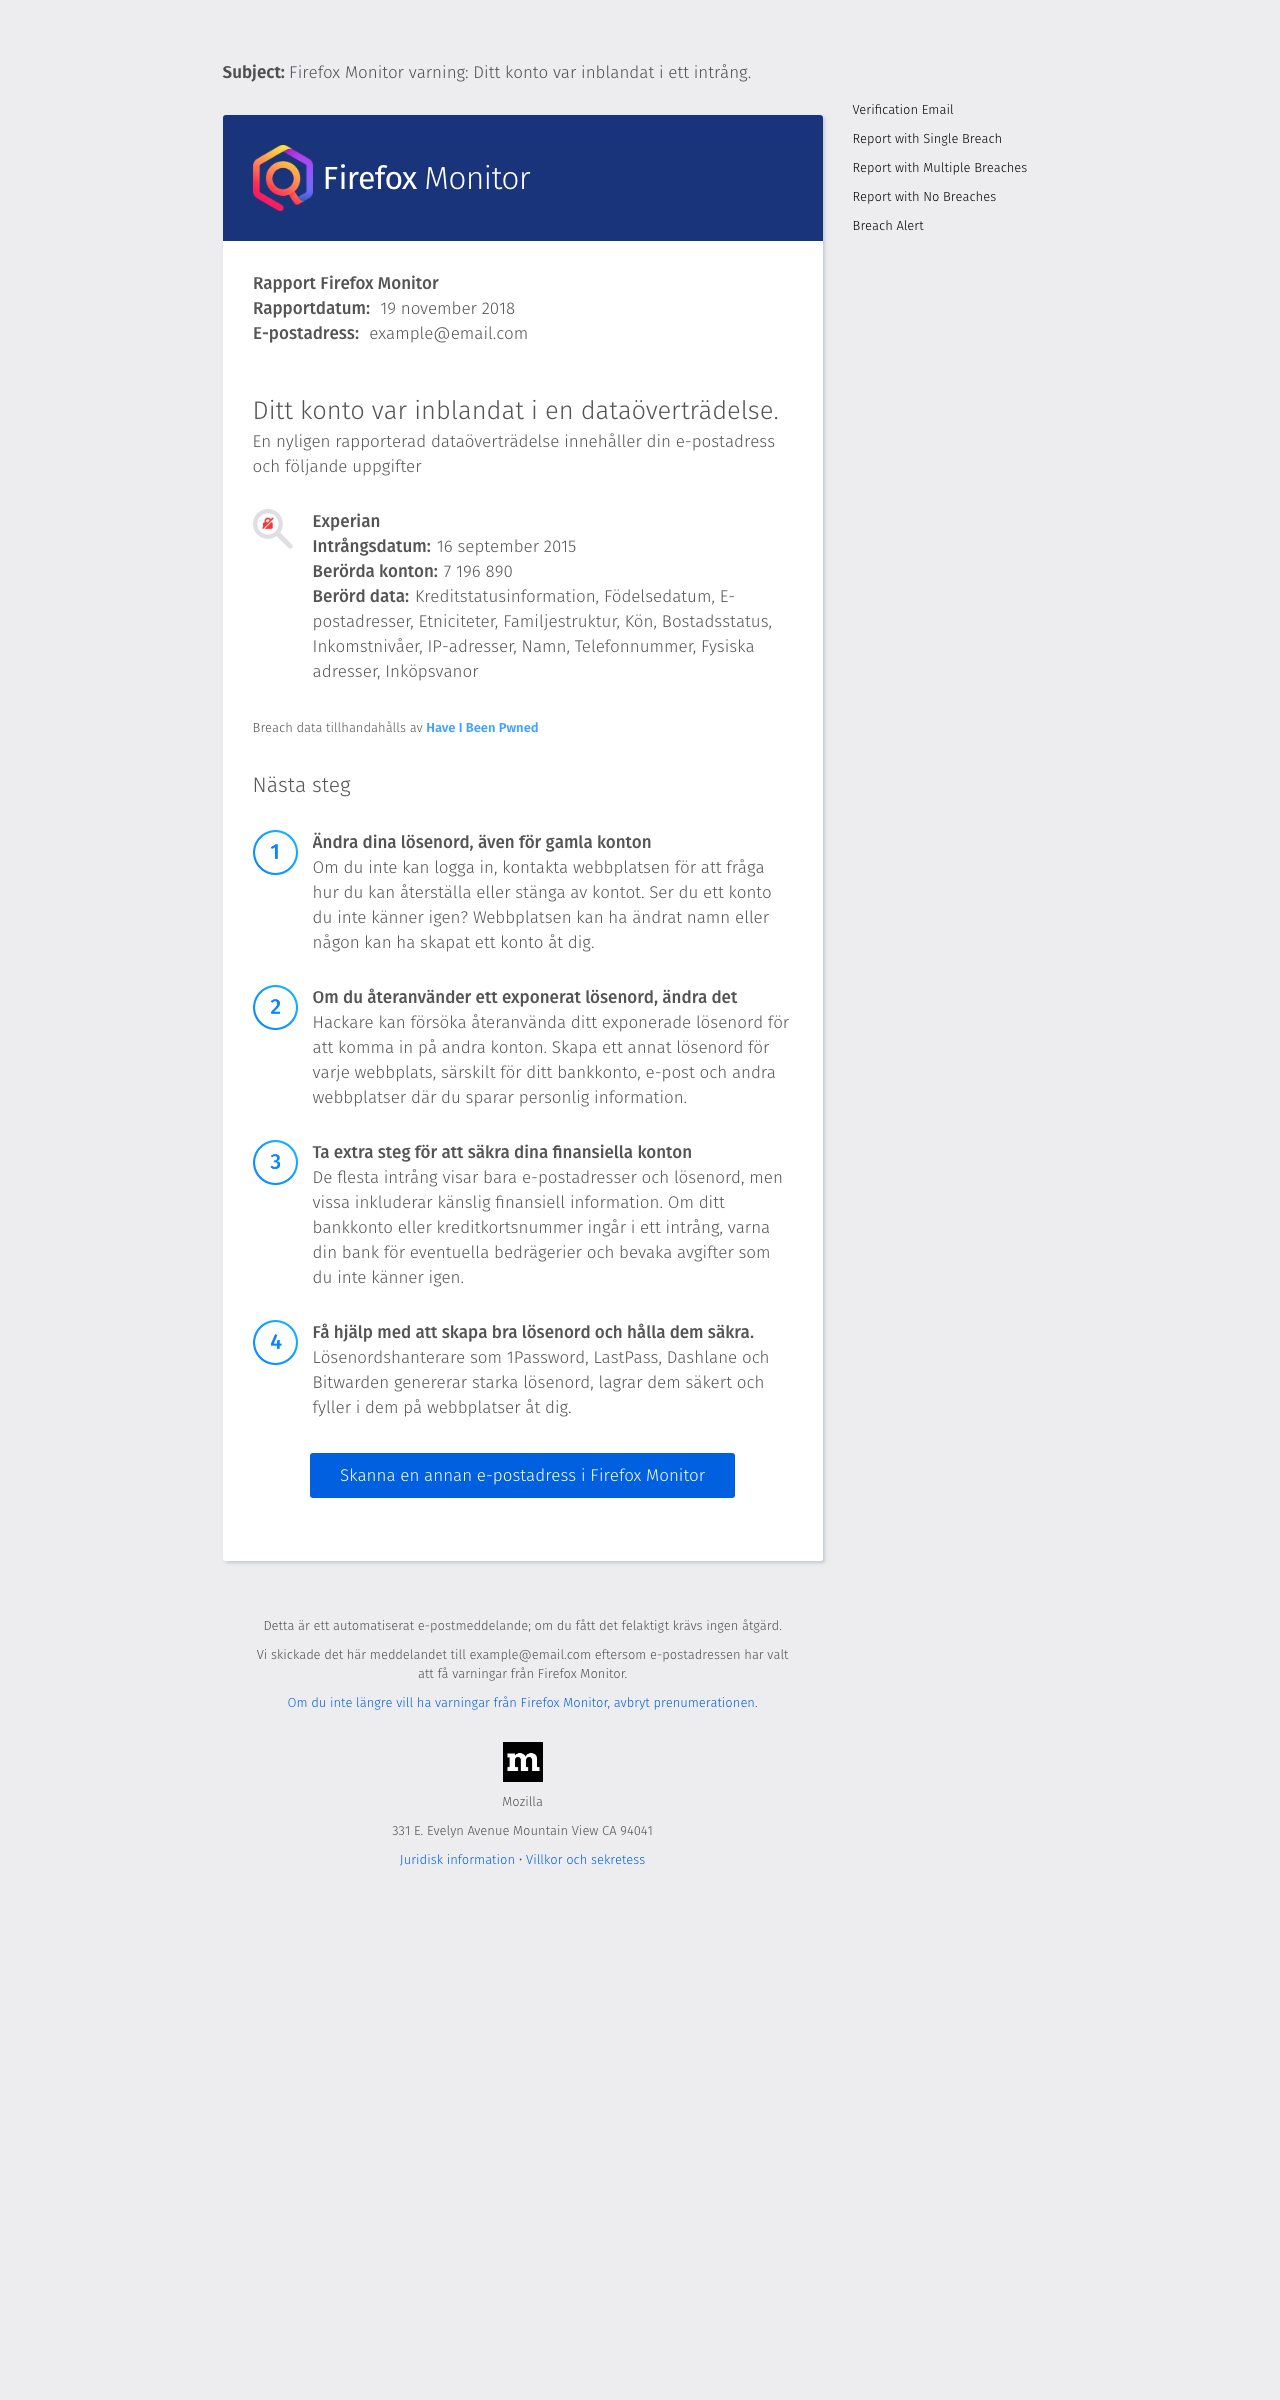 Subject: Firefox Monitor varning: Ditt konto var inblandat i ett intrång.
Verification Email
Report with Single Breach
Report with Multiple Breaches
Report with No Breaches
Breach Alert
Firefox Monitor
Rapport Firefox Monitor
Rapportdatum: 19 november 2018
E-postadress: example@email.com
Ditt konto var inblandat i en dataöverträdelse.
En nyligen rapporterad dataöverträdelse innehåller din e-postadress
och följande uppgifter
Experian
Intrångsdatum: 16 september 2015
Berörda konton: 7 196 890
Berörd data: Kreditstatusinformation, Födelsedatum, E-
postadresser, Etniciteter, Familjestruktur, Kön, Bostadsstatus,
Inkomstnivåer, IP-adresser, Namn, Telefonnummer, Fysiska
adresser, Inköpsvanor
Breach data tillhandahålls av Have I Been Pwned
Nästa steg
1
Ändra dina lösenord, även för gamla konton
Om du inte kan logga in, kontakta webbplatsen för att fråga
hur du kan återställa eller stänga av kontot. Ser du ett konto
du inte känner igen? Webbplatsen kan ha ändrat namn eller
någon kan ha skapat ett konto åt dig.
2
Om du återanvänder ett exponerat lösenord, ändra det
Hackare kan försöka återanvända ditt exponerade lösenord för
att komma in på andra konton. Skapa ett annat lösenord för
varje webbplats, särskilt för ditt bankkonto, e-post och andra
webbplatser där du sparar personlig information.
3
Ta extra steg för att säkra dina finansiella konton
De flesta intrång visar bara e-postadresser och lösenord, men
vissa inkluderar känslig finansiell information. Om ditt
bankkonto eller kreditkortsnummer ingår i ett intrång, varna
din bank för eventuella bedrägerier och bevaka avgifter som
du inte känner igen.
4
Få hjälp med att skapa bra lösenord och hålla dem säkra.
Lösenordshanterare som 1Password, LastPass, Dashlane och
Bitwarden genererar starka lösenord, lagrar dem säkert och
fyller i dem på webbplatser åt dig.
Skanna en annan e-postadress i Firefox Monitor
Detta är ett automatiserat e-postmeddelande; om du fått det felaktigt krävs ingen åtgärd.
Vi skickade det här meddelandet till example@email.com eftersom e-postadressen har valt
att få varningar från Firefox Monitor.
Om du inte längre vill ha varningar från Firefox Monitor, avbryt prenumerationen.
m
Mozilla
331 E. Evelyn Avenue Mountain View CA 94041
Juridisk information • Villkor och sekretess